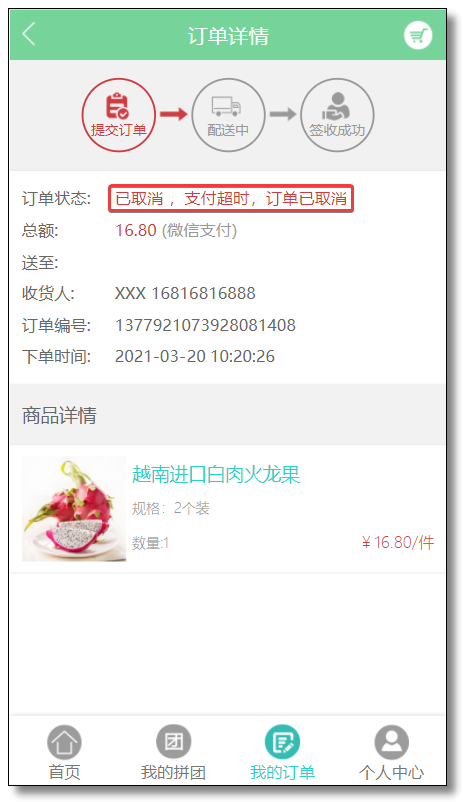 订单详情
提交订单 配送中 签收成功
订单状态: 已取消 ，支付超时，订单已取消
总额: 16.80 (微信支付)
送至:
收货人: XXX 16816816888
订单编号: 1377921073928081408
下单时间: 2021-03-20 10:20:26
商品详情
越南进口白肉火龙果
规格：2个装
数量:1 ￥16.80/件
团
首页 我的拼团 我的订单 个人中心